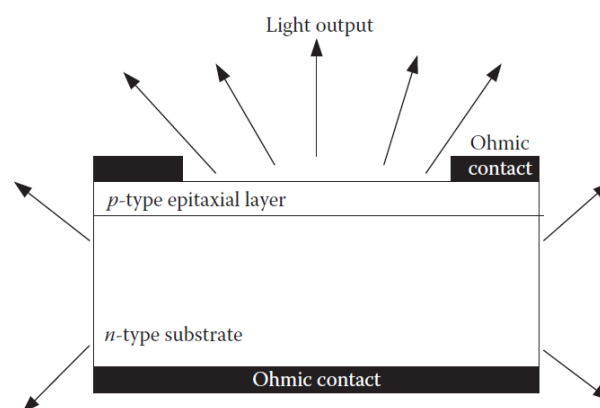 Light output
Ohmic
contact
p-type epitaxial layer
n-type substrate
Ohmic contact